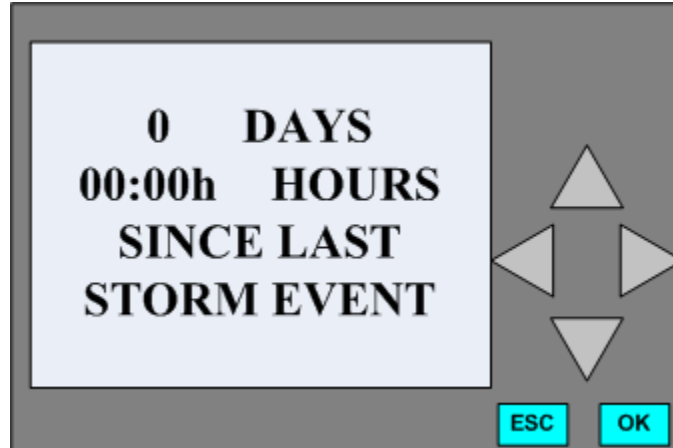 0 DAYS
00:00h HOURS
SINCE LAST
STORM EVENT
ESC OK